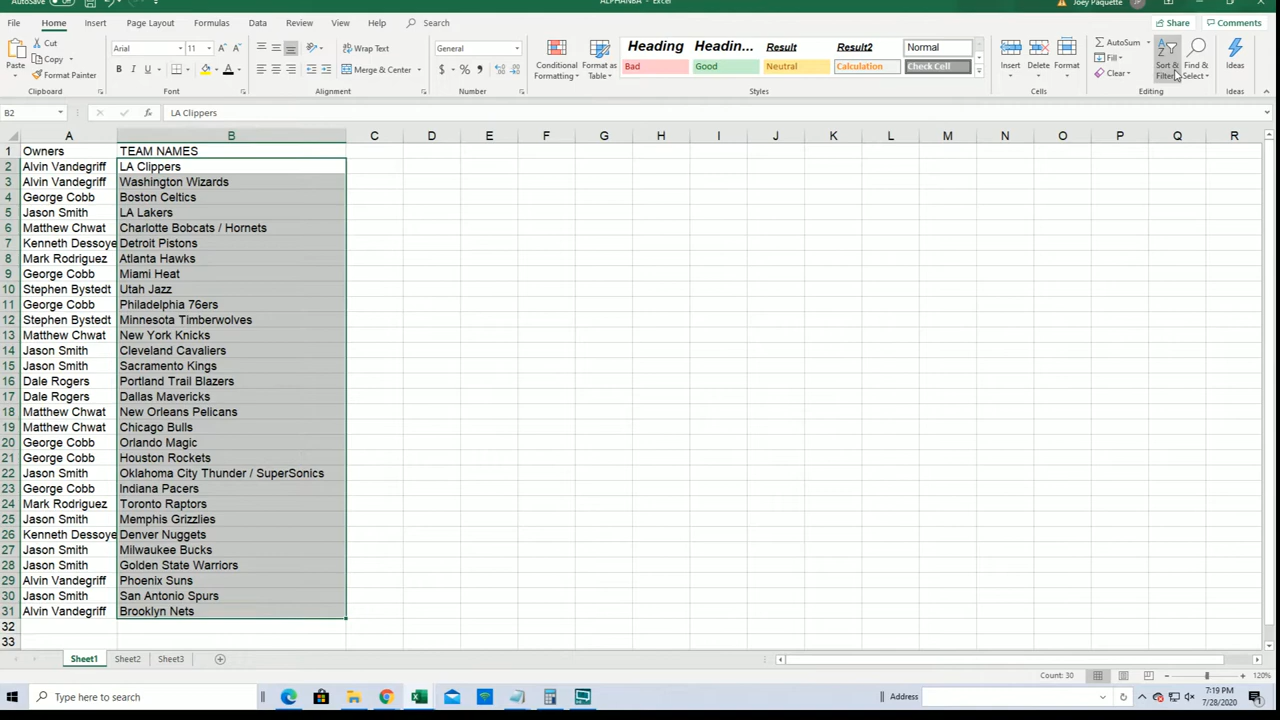 AutoSave
ALPHANBA - Excel
Joey Paquette
JP
File Home Insert Page Layout Formulas Data Review View Help Search
Share Comments
Paste
Cut
Copy
Format Painter
Clipboard
Arial 11
B I U
Font
Wrap Text
Merge & Center
Alignment
General
$ % ,
Number
Conditional Formatting
Format as Table
Heading Headin... Result Result2 Normal
Bad Good Neutral Calculation Check Cell
Styles
Insert Delete Format
Cells
AutoSum
Fill
Clear
Sort & Filter
Find & Select
Editing
Ideas
Ideas
B2 fx LA Clippers
A B C D E F G H I J K L M N O P Q R
1 Owners TEAM NAMES
2 Alvin Vandegriff LA Clippers
3 Alvin Vandegriff Washington Wizards
4 George Cobb Boston Celtics
5 Jason Smith LA Lakers
6 Matthew Chwat Charlotte Bobcats / Hornets
7 Kenneth Dessoye Detroit Pistons
8 Mark Rodriguez Atlanta Hawks
9 George Cobb Miami Heat
10 Stephen Bystedt Utah Jazz
11 George Cobb Philadelphia 76ers
12 Stephen Bystedt Minnesota Timberwolves
13 Matthew Chwat New York Knicks
14 Jason Smith Cleveland Cavaliers
15 Jason Smith Sacramento Kings
16 Dale Rogers Portland Trail Blazers
17 Dale Rogers Dallas Mavericks
18 Matthew Chwat New Orleans Pelicans
19 Matthew Chwat Chicago Bulls
20 George Cobb Orlando Magic
21 George Cobb Houston Rockets
22 Jason Smith Oklahoma City Thunder / SuperSonics
23 George Cobb Indiana Pacers
24 Mark Rodriguez Toronto Raptors
25 Jason Smith Memphis Grizzlies
26 Kenneth Dessoye Denver Nuggets
27 Jason Smith Milwaukee Bucks
28 Jason Smith Golden State Warriors
29 Alvin Vandegriff Phoenix Suns
30 Jason Smith San Antonio Spurs
31 Alvin Vandegriff Brooklyn Nets
32
33
Sheet1 Sheet2 Sheet3
Count: 30
120%
Type here to search
Address
7:19 PM
7/28/2020